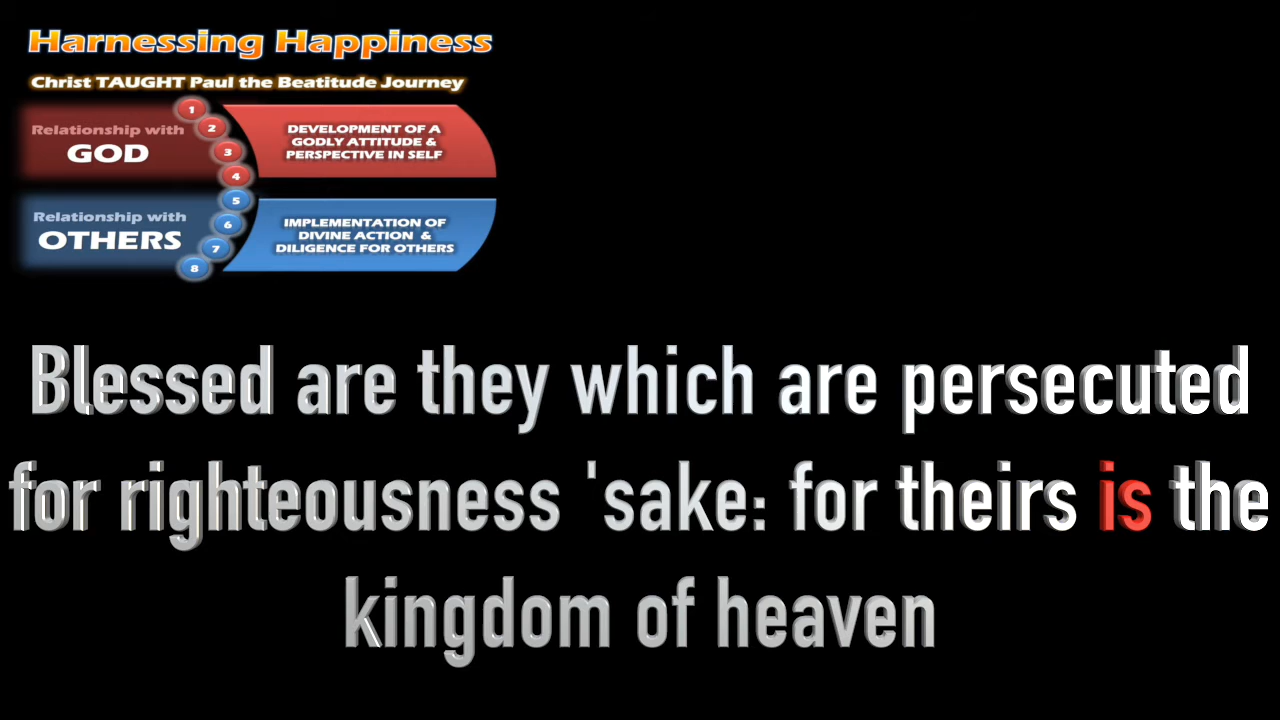 Harnessing Happiness
Christ TAUGHT Paul the Beatitude Journey
1
Relationship with
GOD
2
3
4
DEVELOPMENT OF A
GODLY ATTITUDE &
PERSPECTIVE IN SELF
5
Relationship with
OTHERS
6
7
8
IMPLEMENTATION OF
DIVINE ACTION &
DILIGENCE FOR OTHERS
Blessed are they which are persecuted
for righteousness 'sake: for theirs is the
kingdom of heaven